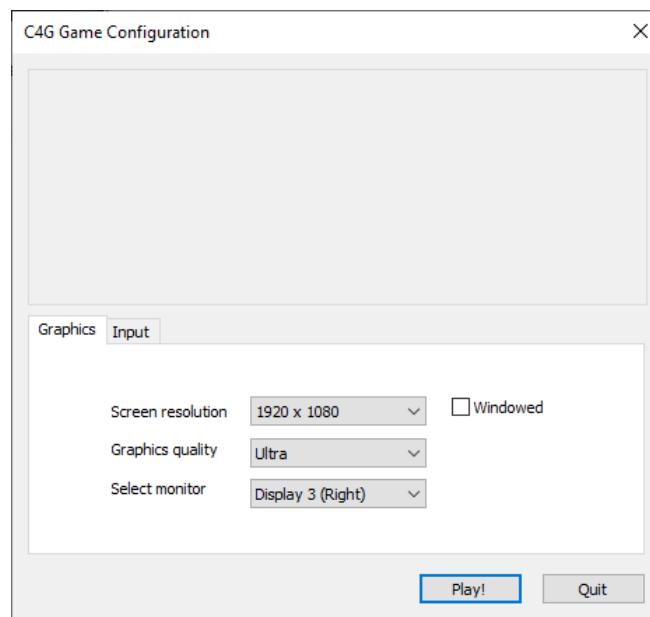 C4G Game Configuration
Graphics
Input
Screen resolution 1920 x 1080 Windowed
Graphics quality Ultra
Select monitor Display 3 (Right)
Play! Quit